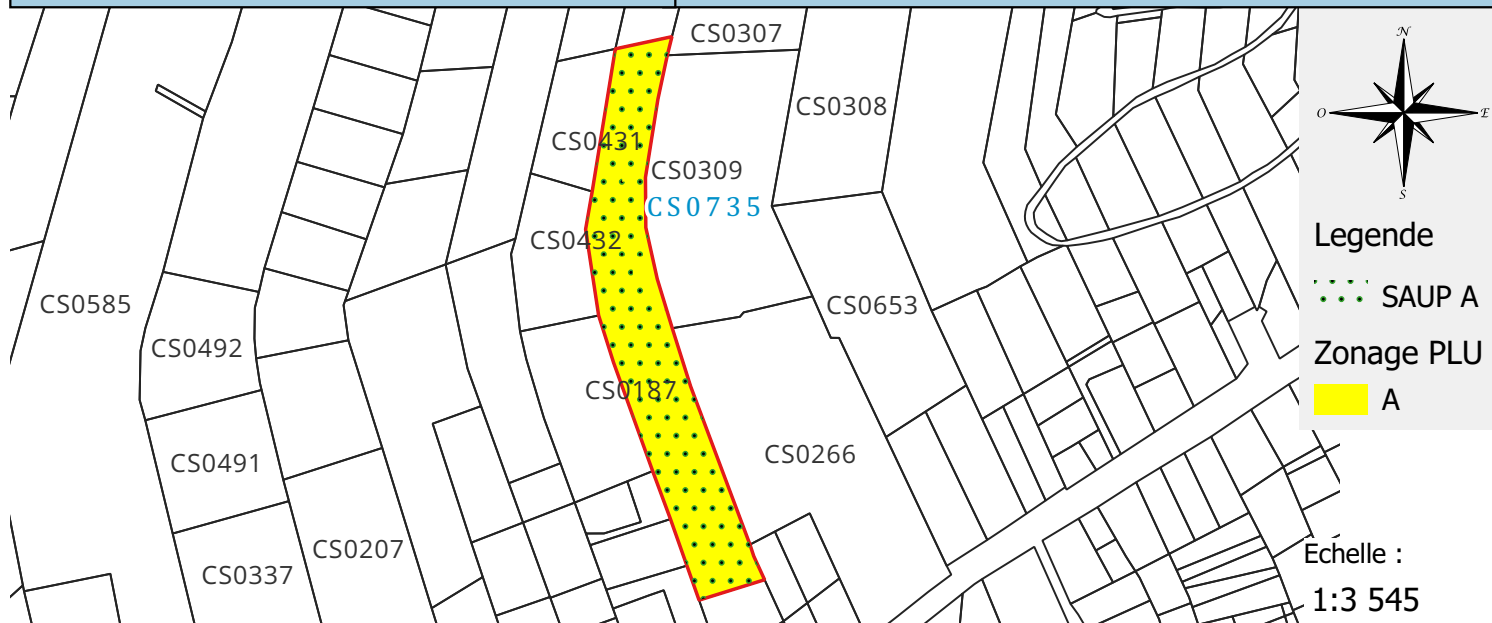 CS0307
CS0308
CS0431
CS0309
CS0735
CS0432
CS0585
CS0653
CS0492
CS0187
CS0266
CS0491
CS0207
CS0337
N
O
E
S
Legende
SAUP A
Zonage PLU
A
Echelle :
1:3 545